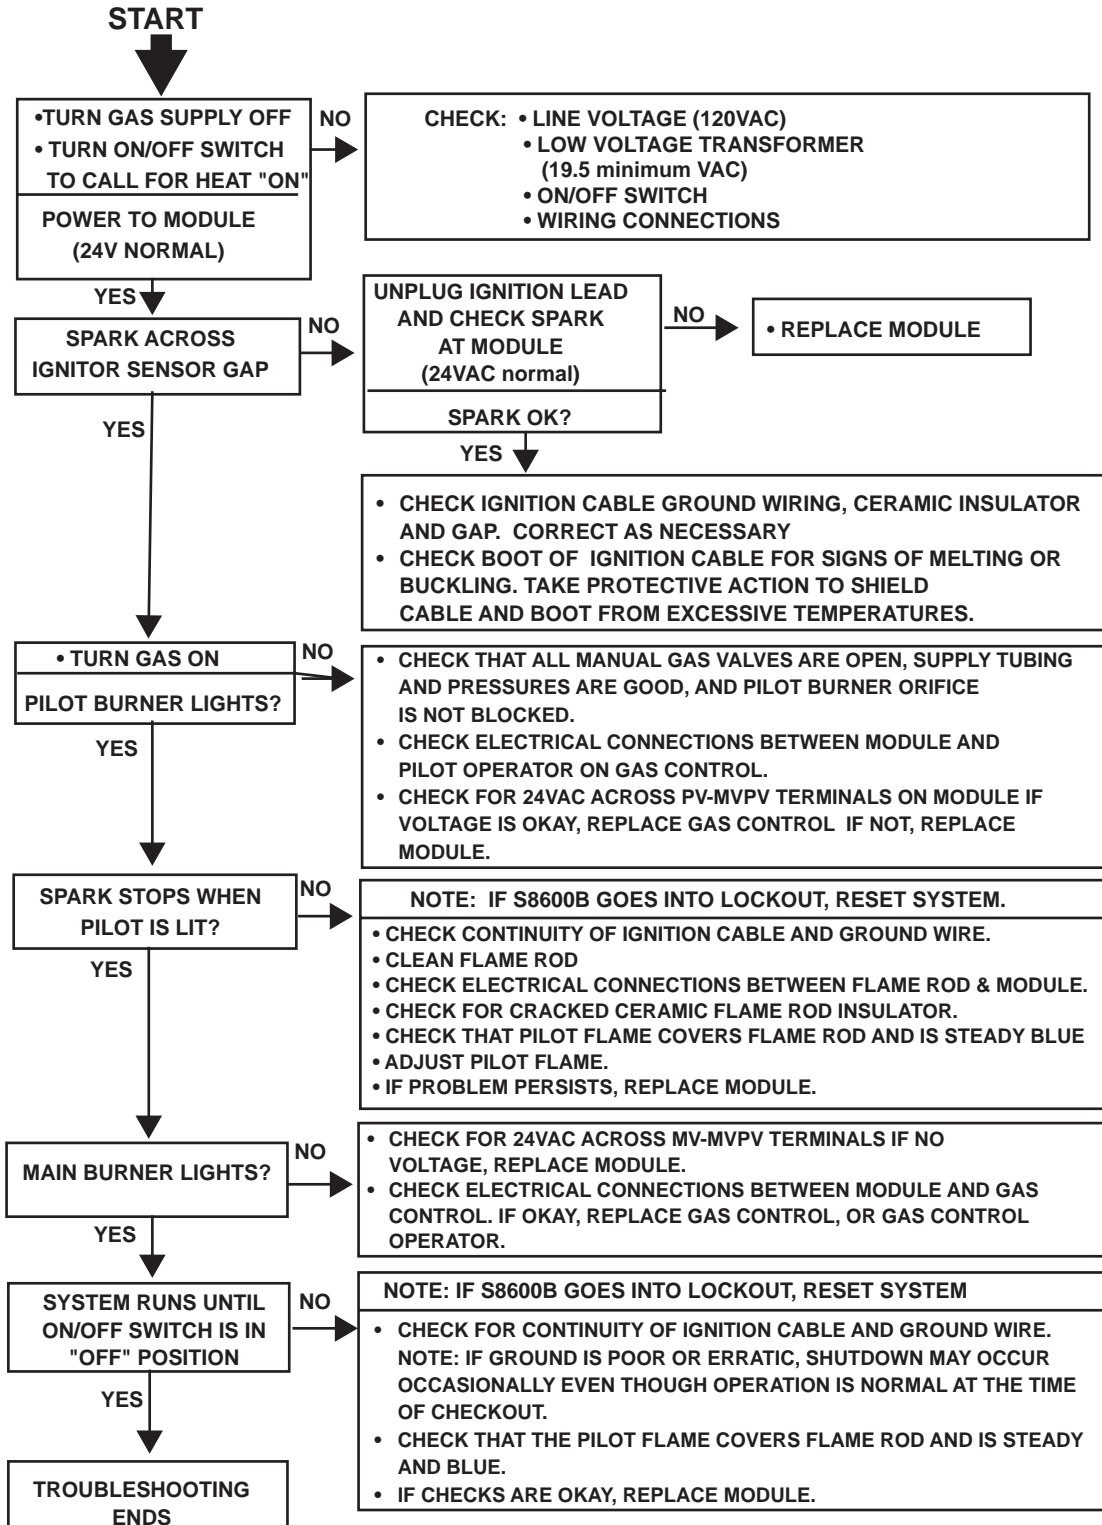 START
•TURN GAS SUPPLY OFF
• TURN ON/OFF SWITCH
TO CALL FOR HEAT "ON"
POWER TO MODULE
(24V NORMAL)
NO
CHECK: • LINE VOLTAGE (120VAC)
• LOW VOLTAGE TRANSFORMER
(19.5 minimum VAC)
• ON/OFF SWITCH
• WIRING CONNECTIONS
YES
SPARK ACROSS
IGNITOR SENSOR GAP
NO
UNPLUG IGNITION LEAD
AND CHECK SPARK
AT MODULE
(24VAC normal)
SPARK OK?
NO
• REPLACE MODULE
YES
YES
• CHECK IGNITION CABLE GROUND WIRING, CERAMIC INSULATOR
AND GAP. CORRECT AS NECESSARY
• CHECK BOOT OF IGNITION CABLE FOR SIGNS OF MELTING OR
BUCKLING. TAKE PROTECTIVE ACTION TO SHIELD
CABLE AND BOOT FROM EXCESSIVE TEMPERATURES.
• TURN GAS ON
PILOT BURNER LIGHTS?
NO
• CHECK THAT ALL MANUAL GAS VALVES ARE OPEN, SUPPLY TUBING
AND PRESSURES ARE GOOD, AND PILOT BURNER ORIFICE
IS NOT BLOCKED.
• CHECK ELECTRICAL CONNECTIONS BETWEEN MODULE AND
PILOT OPERATOR ON GAS CONTROL.
• CHECK FOR 24VAC ACROSS PV-MVPV TERMINALS ON MODULE IF
VOLTAGE IS OKAY, REPLACE GAS CONTROL IF NOT, REPLACE
MODULE.
YES
SPARK STOPS WHEN
PILOT IS LIT?
NO
NOTE: IF S8600B GOES INTO LOCKOUT, RESET SYSTEM.
• CHECK CONTINUITY OF IGNITION CABLE AND GROUND WIRE.
• CLEAN FLAME ROD
• CHECK ELECTRICAL CONNECTIONS BETWEEN FLAME ROD & MODULE.
• CHECK FOR CRACKED CERAMIC FLAME ROD INSULATOR.
• CHECK THAT PILOT FLAME COVERS FLAME ROD AND IS STEADY BLUE
• ADJUST PILOT FLAME.
• IF PROBLEM PERSISTS, REPLACE MODULE.
YES
MAIN BURNER LIGHTS?
NO
• CHECK FOR 24VAC ACROSS MV-MVPV TERMINALS IF NO
VOLTAGE, REPLACE MODULE.
• CHECK ELECTRICAL CONNECTIONS BETWEEN MODULE AND GAS
CONTROL. IF OKAY, REPLACE GAS CONTROL, OR GAS CONTROL
OPERATOR.
YES
SYSTEM RUNS UNTIL
ON/OFF SWITCH IS IN
"OFF" POSITION
NO
NOTE: IF S8600B GOES INTO LOCKOUT, RESET SYSTEM
• CHECK FOR CONTINUITY OF IGNITION CABLE AND GROUND WIRE.
NOTE: IF GROUND IS POOR OR ERRATIC, SHUTDOWN MAY OCCUR
OCCASIONALLY EVEN THOUGH OPERATION IS NORMAL AT THE TIME
OF CHECKOUT.
• CHECK THAT THE PILOT FLAME COVERS FLAME ROD AND IS STEADY
AND BLUE.
• IF CHECKS ARE OKAY, REPLACE MODULE.
YES
TROUBLESHOOTING
ENDS